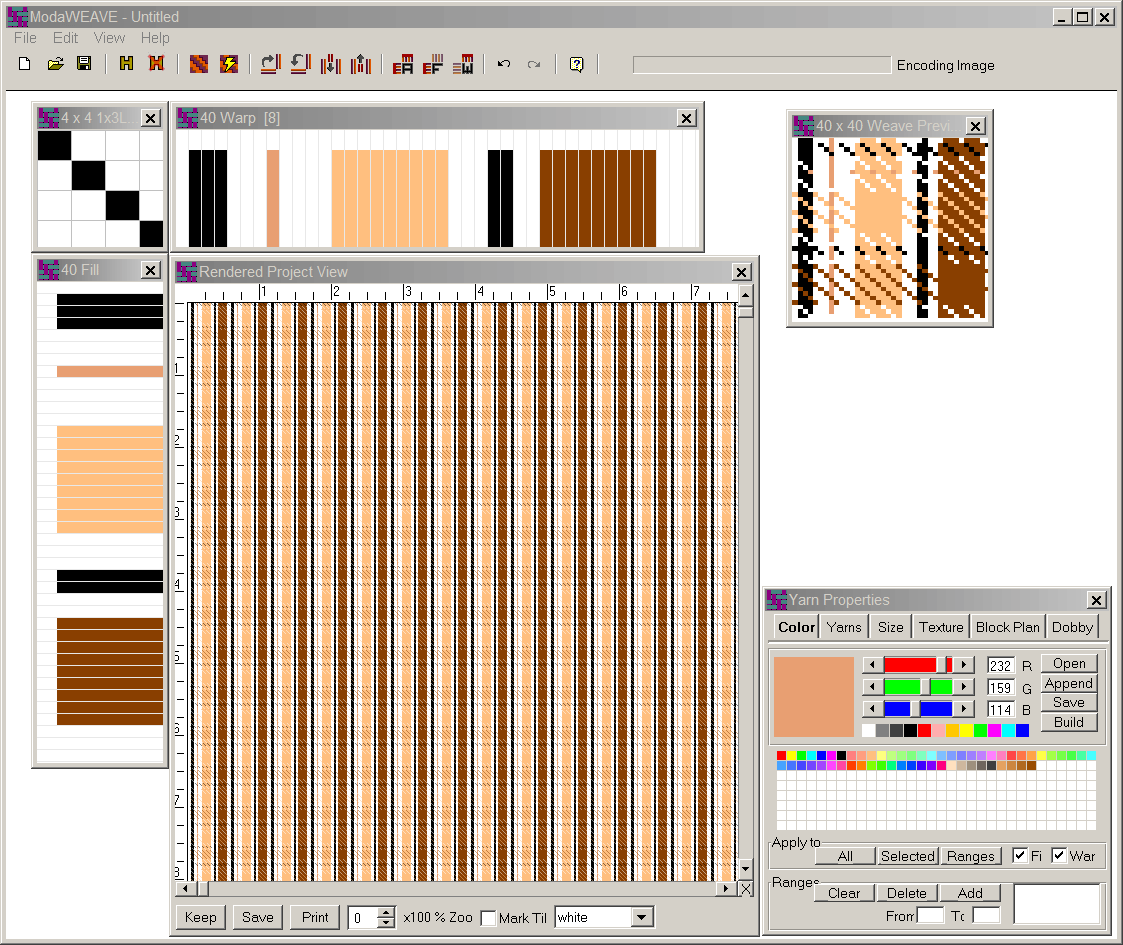 ModaWEAVE - Untitled
File Edit View Help
Encoding Image
4 x 4 1x3L...
40 Warp [8]
40 x 40 Weave Previ...
40 Fill
Rendered Project View
1 2 3 4 5 6 7
1
2
3
4
5
6
7
8
Yarn Properties
Color Yarns Size Texture Block Plan Dobby
232 R Open
159 G Append
114 B Save
Build
Apply to
All Selected Ranges Fi War
Ranges
Clear Delete Add
From To
Keep Save Print 0 x100 % Zoo Mark Til white